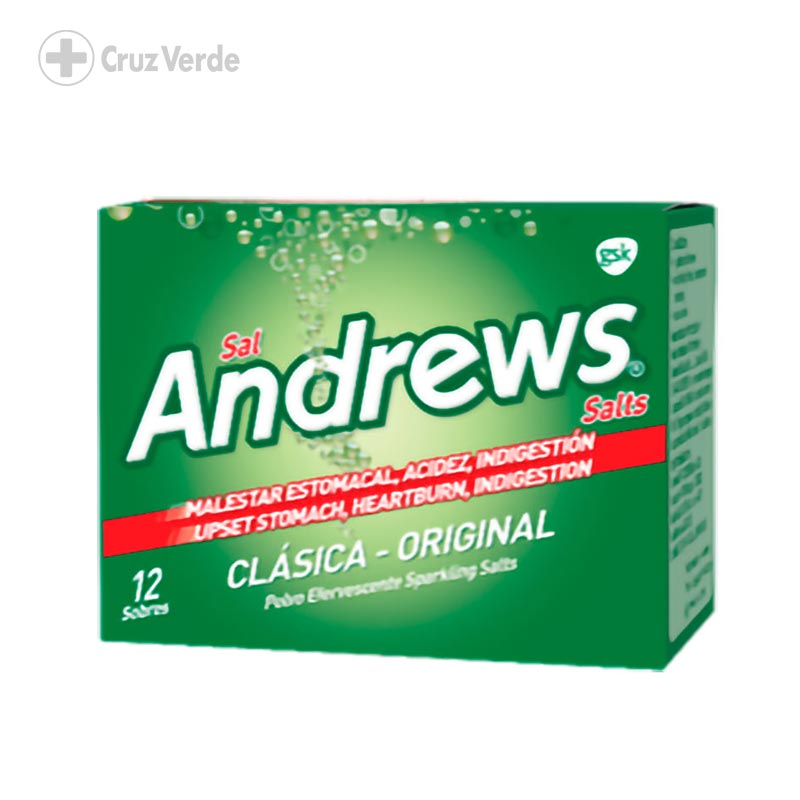 Cruz Verde
gsk
Sal
Andrews
Salts
MALESTAR ESTOMACAL, ACIDEZ, INDIGESTIÓN
UPSET STOMACH, HEARTBURN, INDIGESTION
CLÁSICA - ORIGINAL
Polvo Efervescente Sparkling Salts
12
Sobres